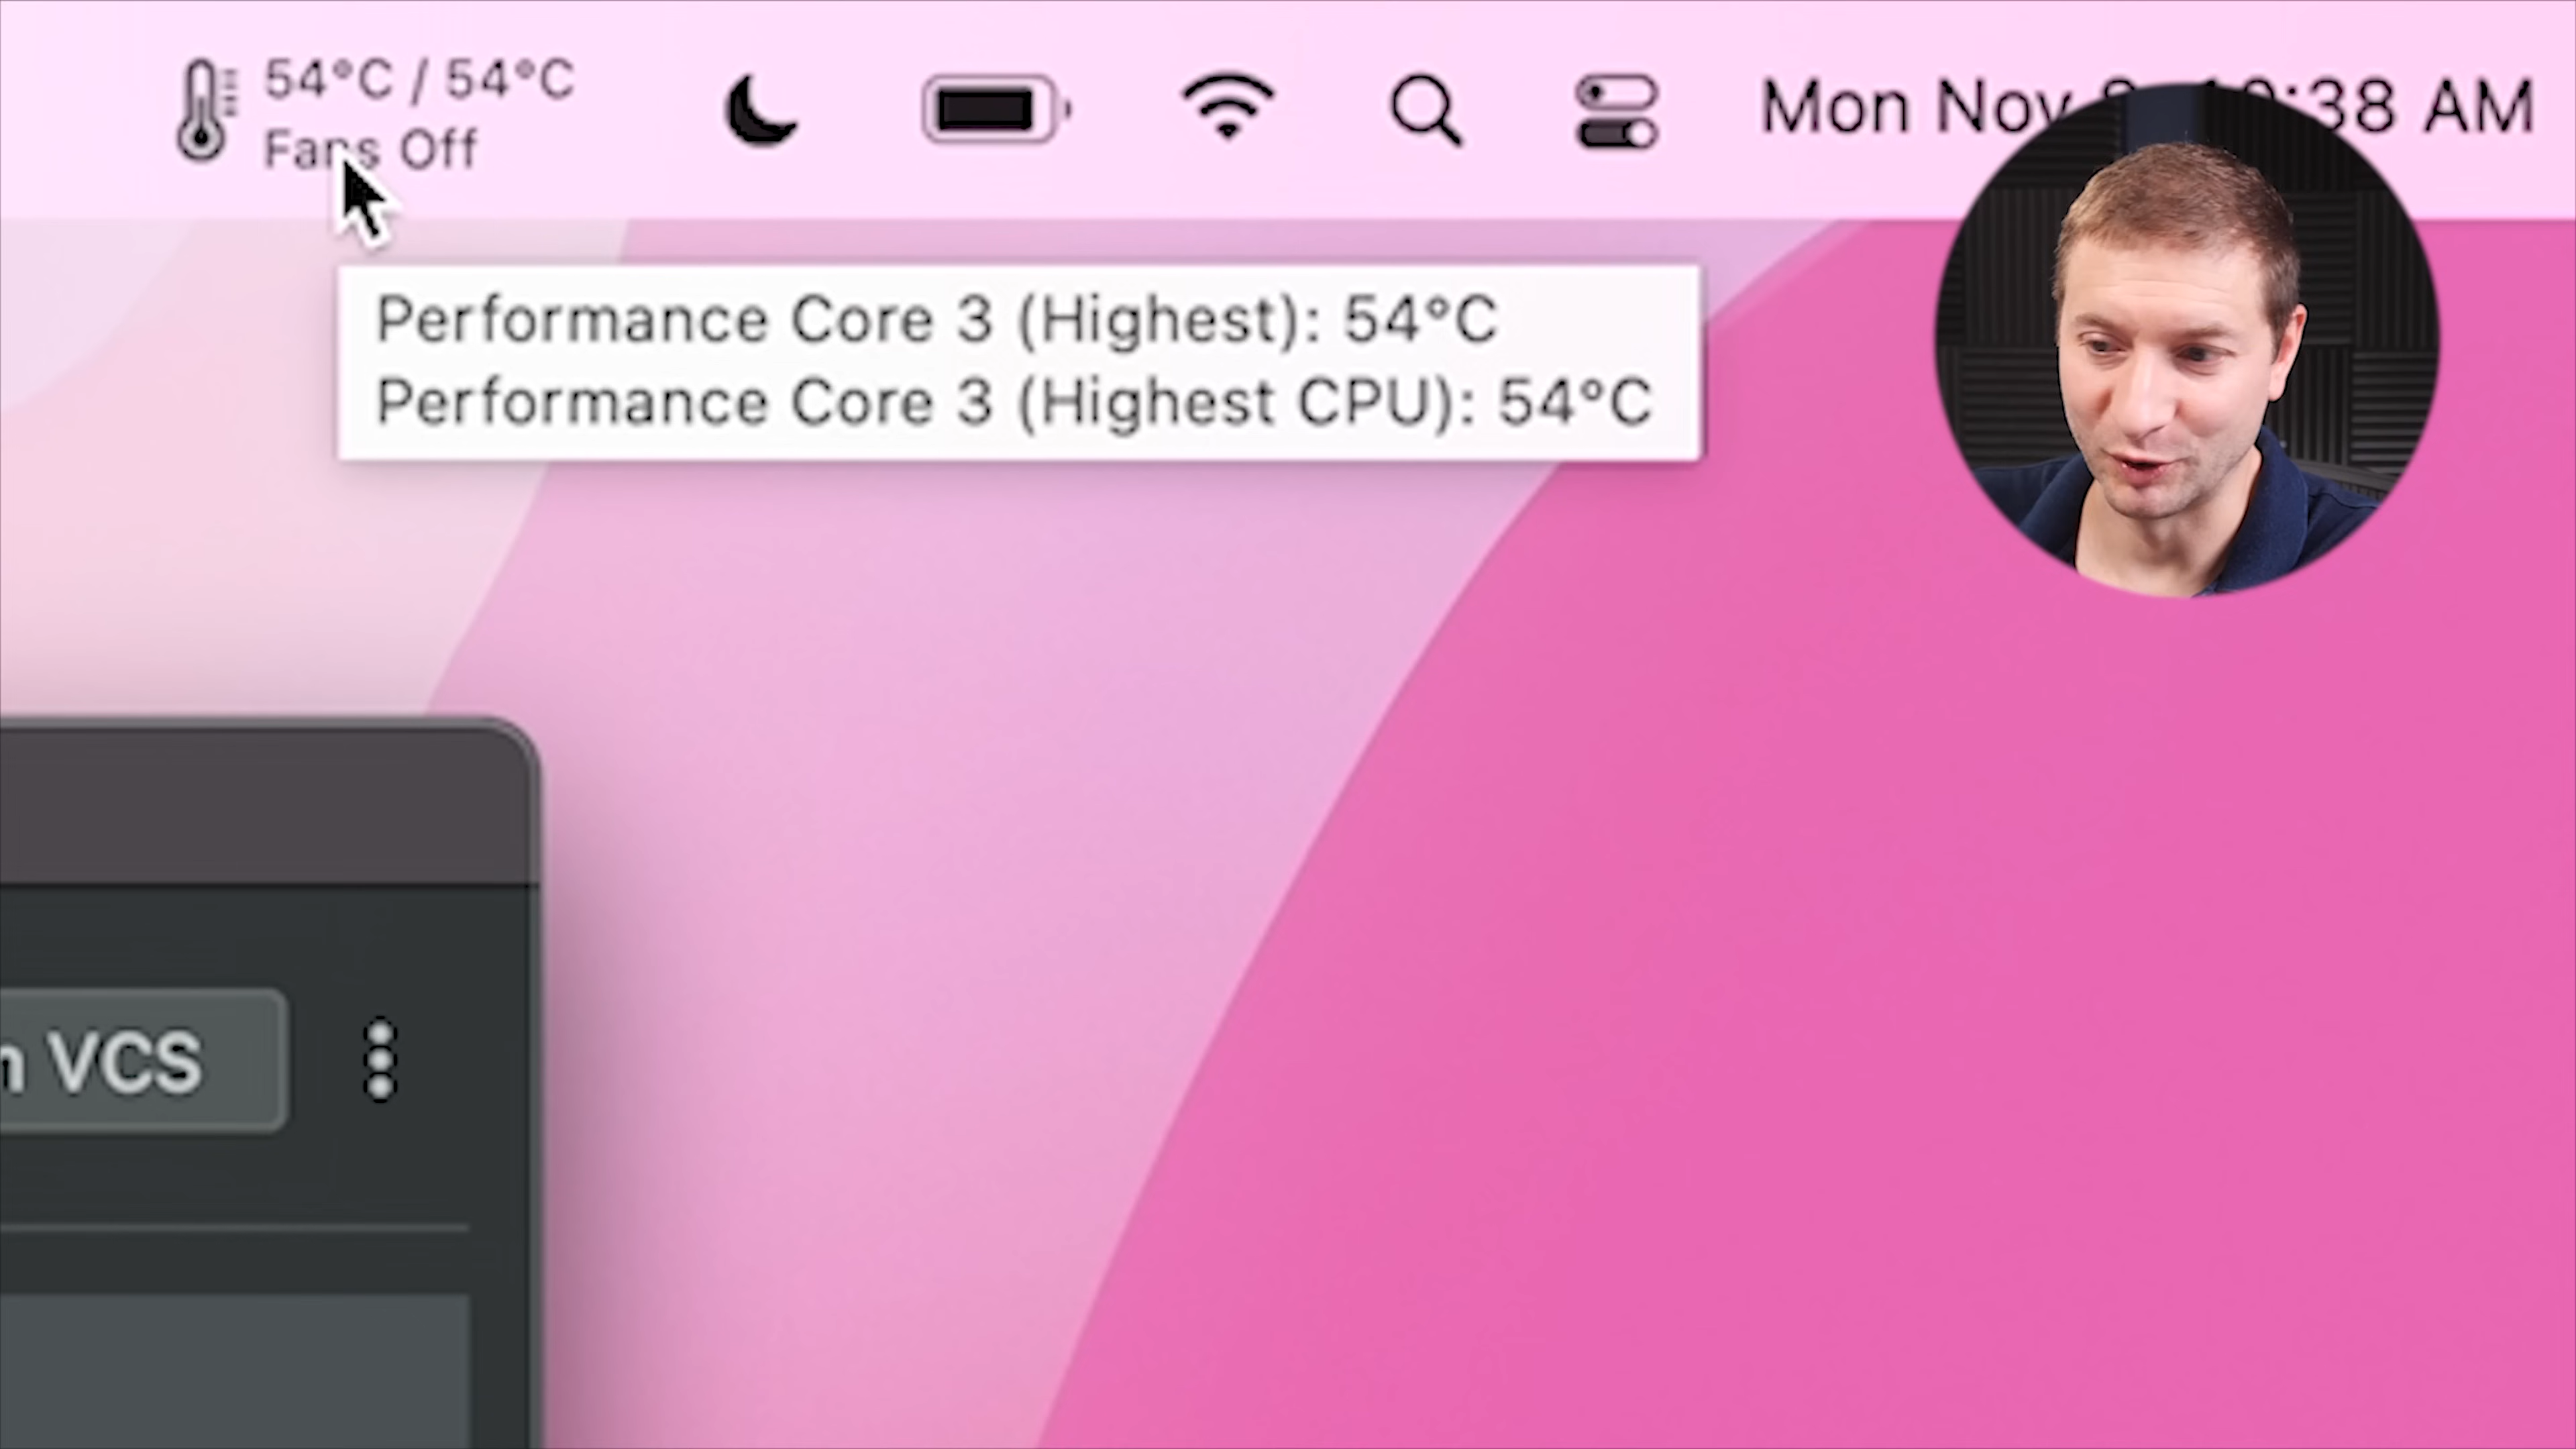 54°C / 54°C
Fans Off
Mon Nov :38 AM
Performance Core 3 (Highest): 54°C
Performance Core 3 (Highest CPU): 54°C
VCS